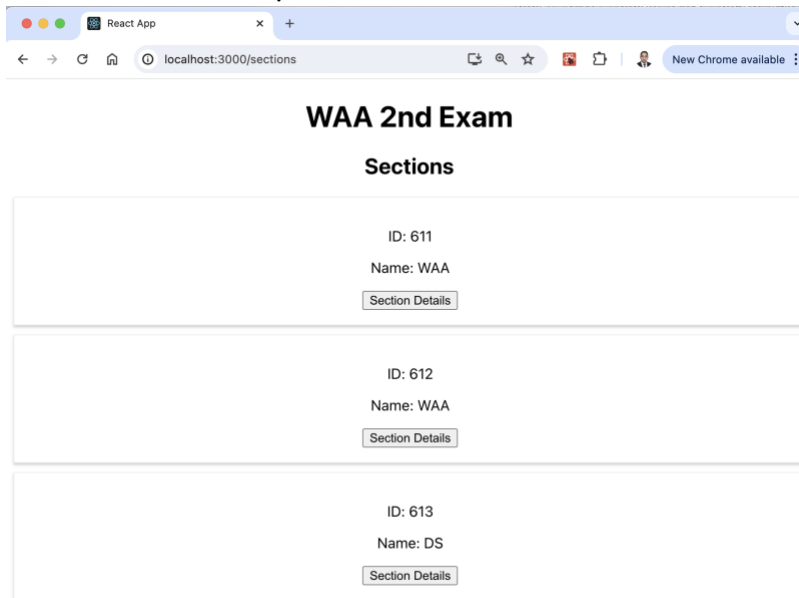 React App
localhost:3000/sections
New Chrome available
WAA 2nd Exam
Sections
ID: 611
Name: WAA
Section Details
ID: 612
Name: WAA
Section Details
ID: 613
Name: DS
Section Details